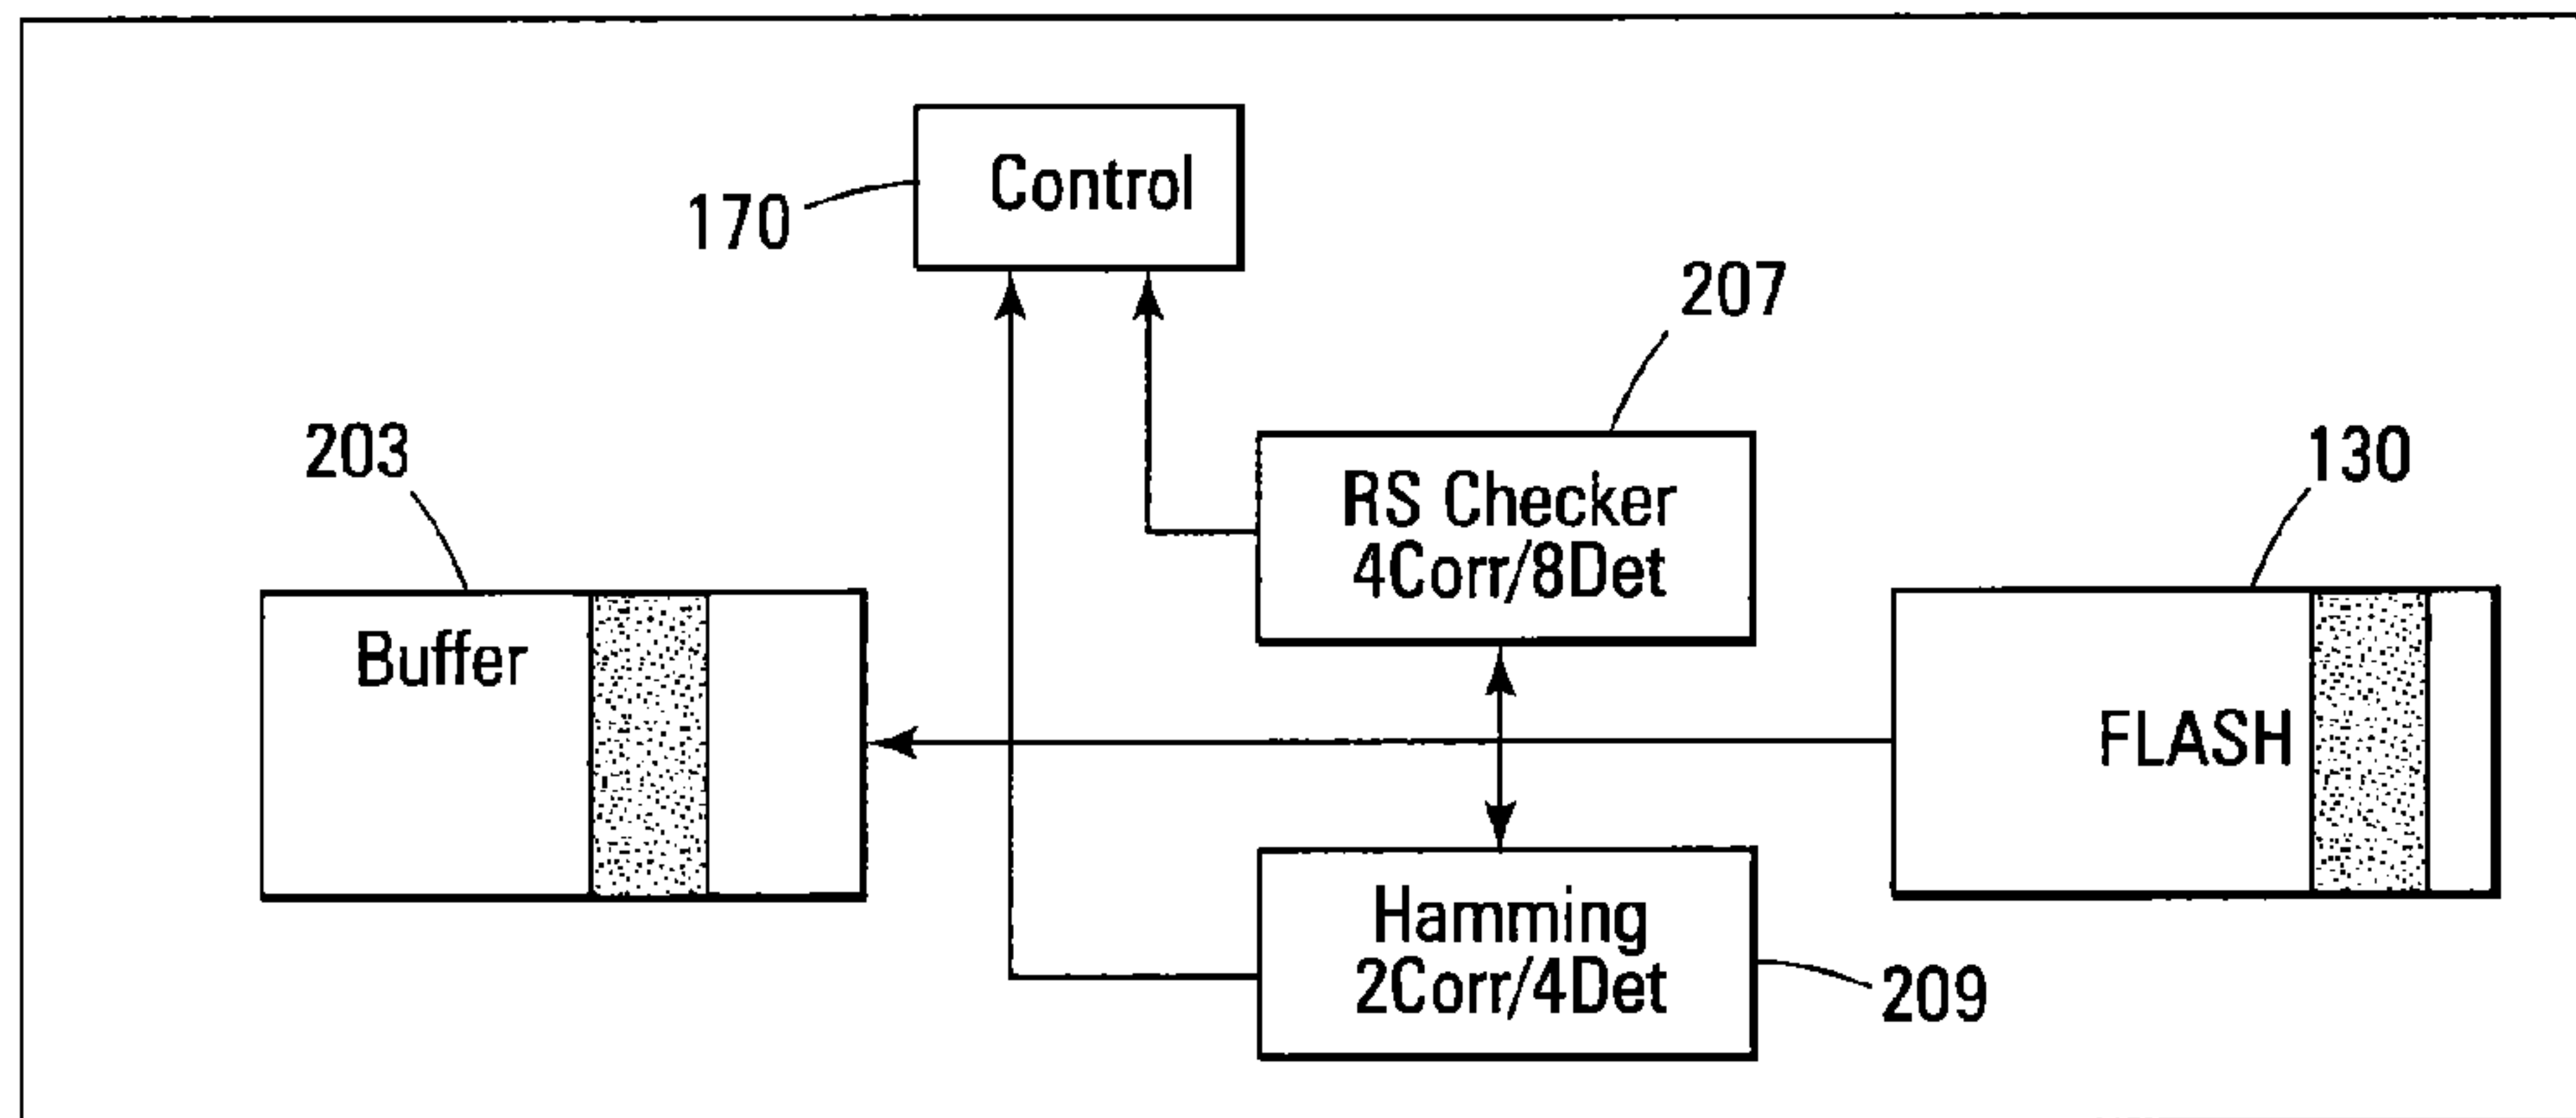 Control
170
207
203
RS Checker
4Corr/8Det
130
Buffer
FLASH
Hamming
2Corr/4Det
209